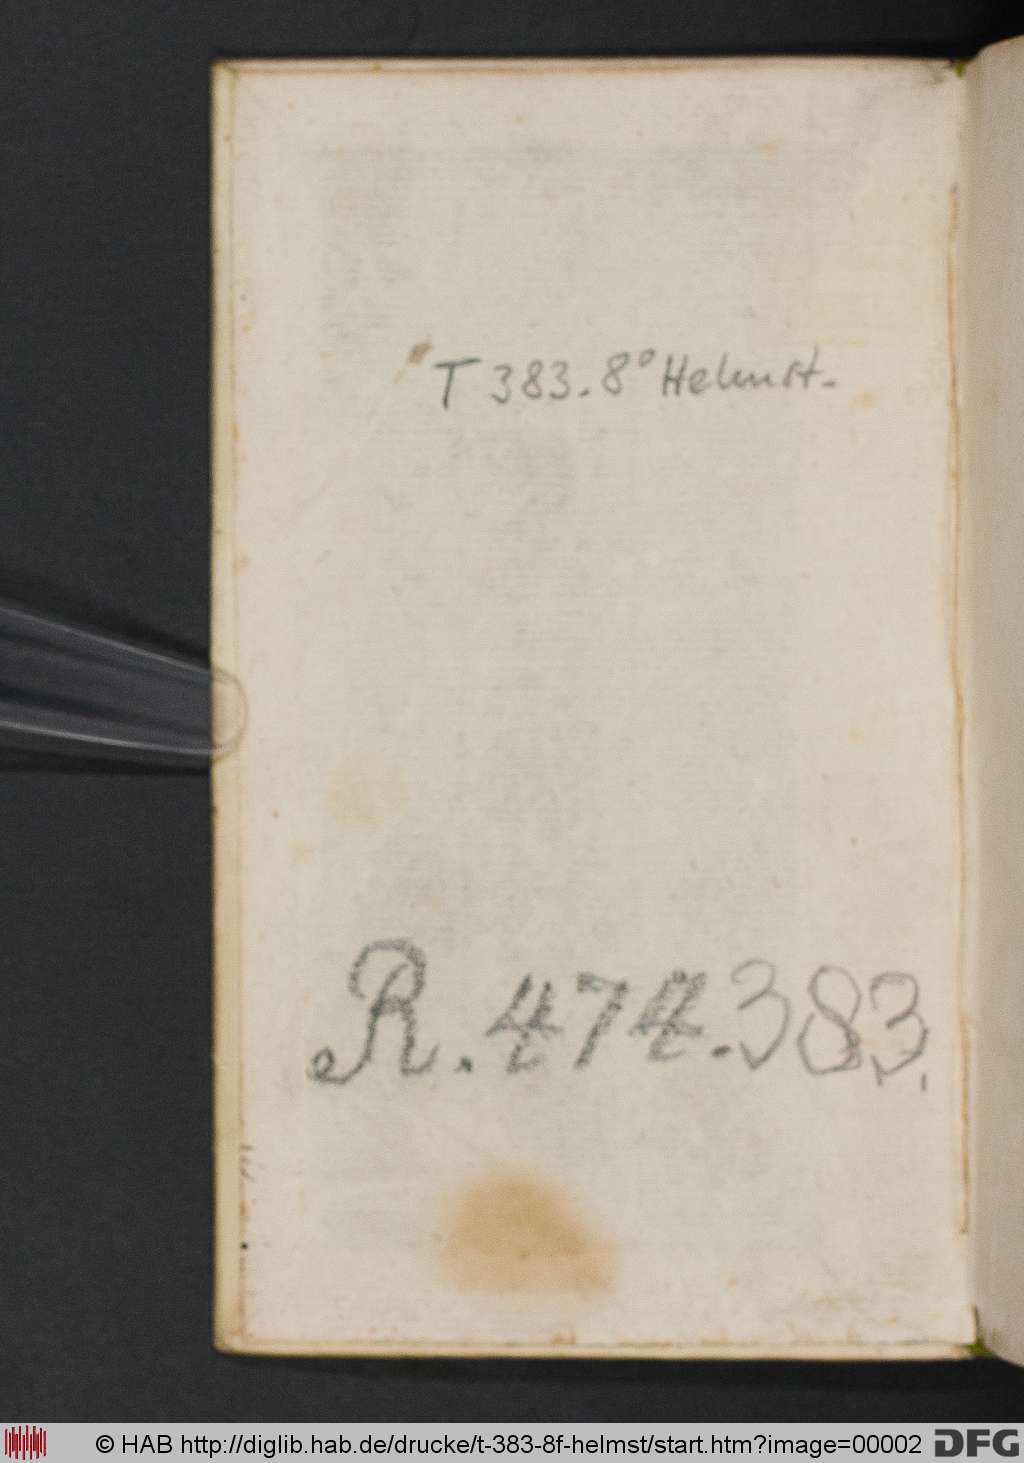 T 383.8° Helmst.
R.474.383.
© HAB http://diglib.hab.de/drucke/t-383-8f-helmst/start.htm?image=00002 DFG